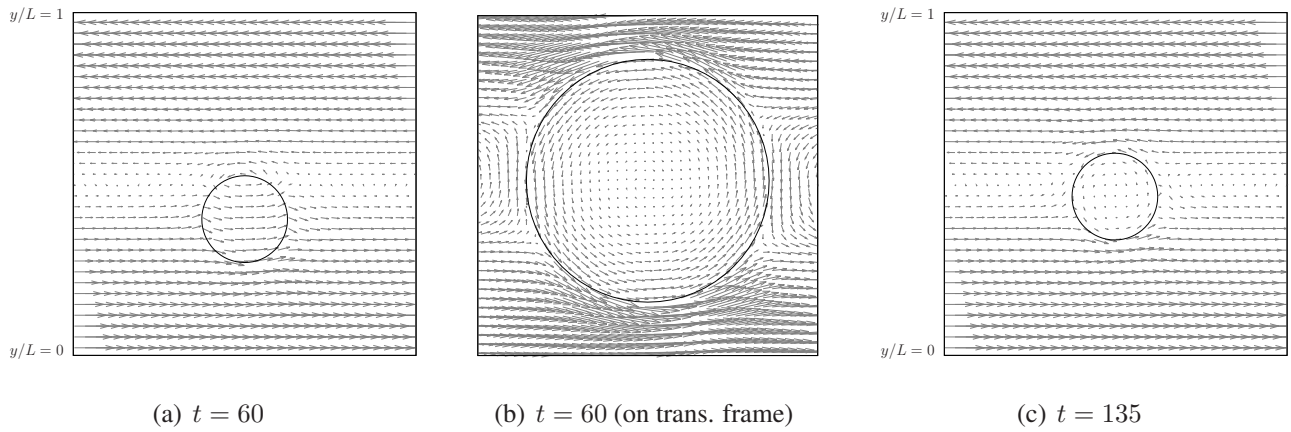 y/L = 1
y/L = 0
(a) t = 60
(b) t = 60 (on trans. frame)
y/L = 1
y/L = 0
(c) t = 135